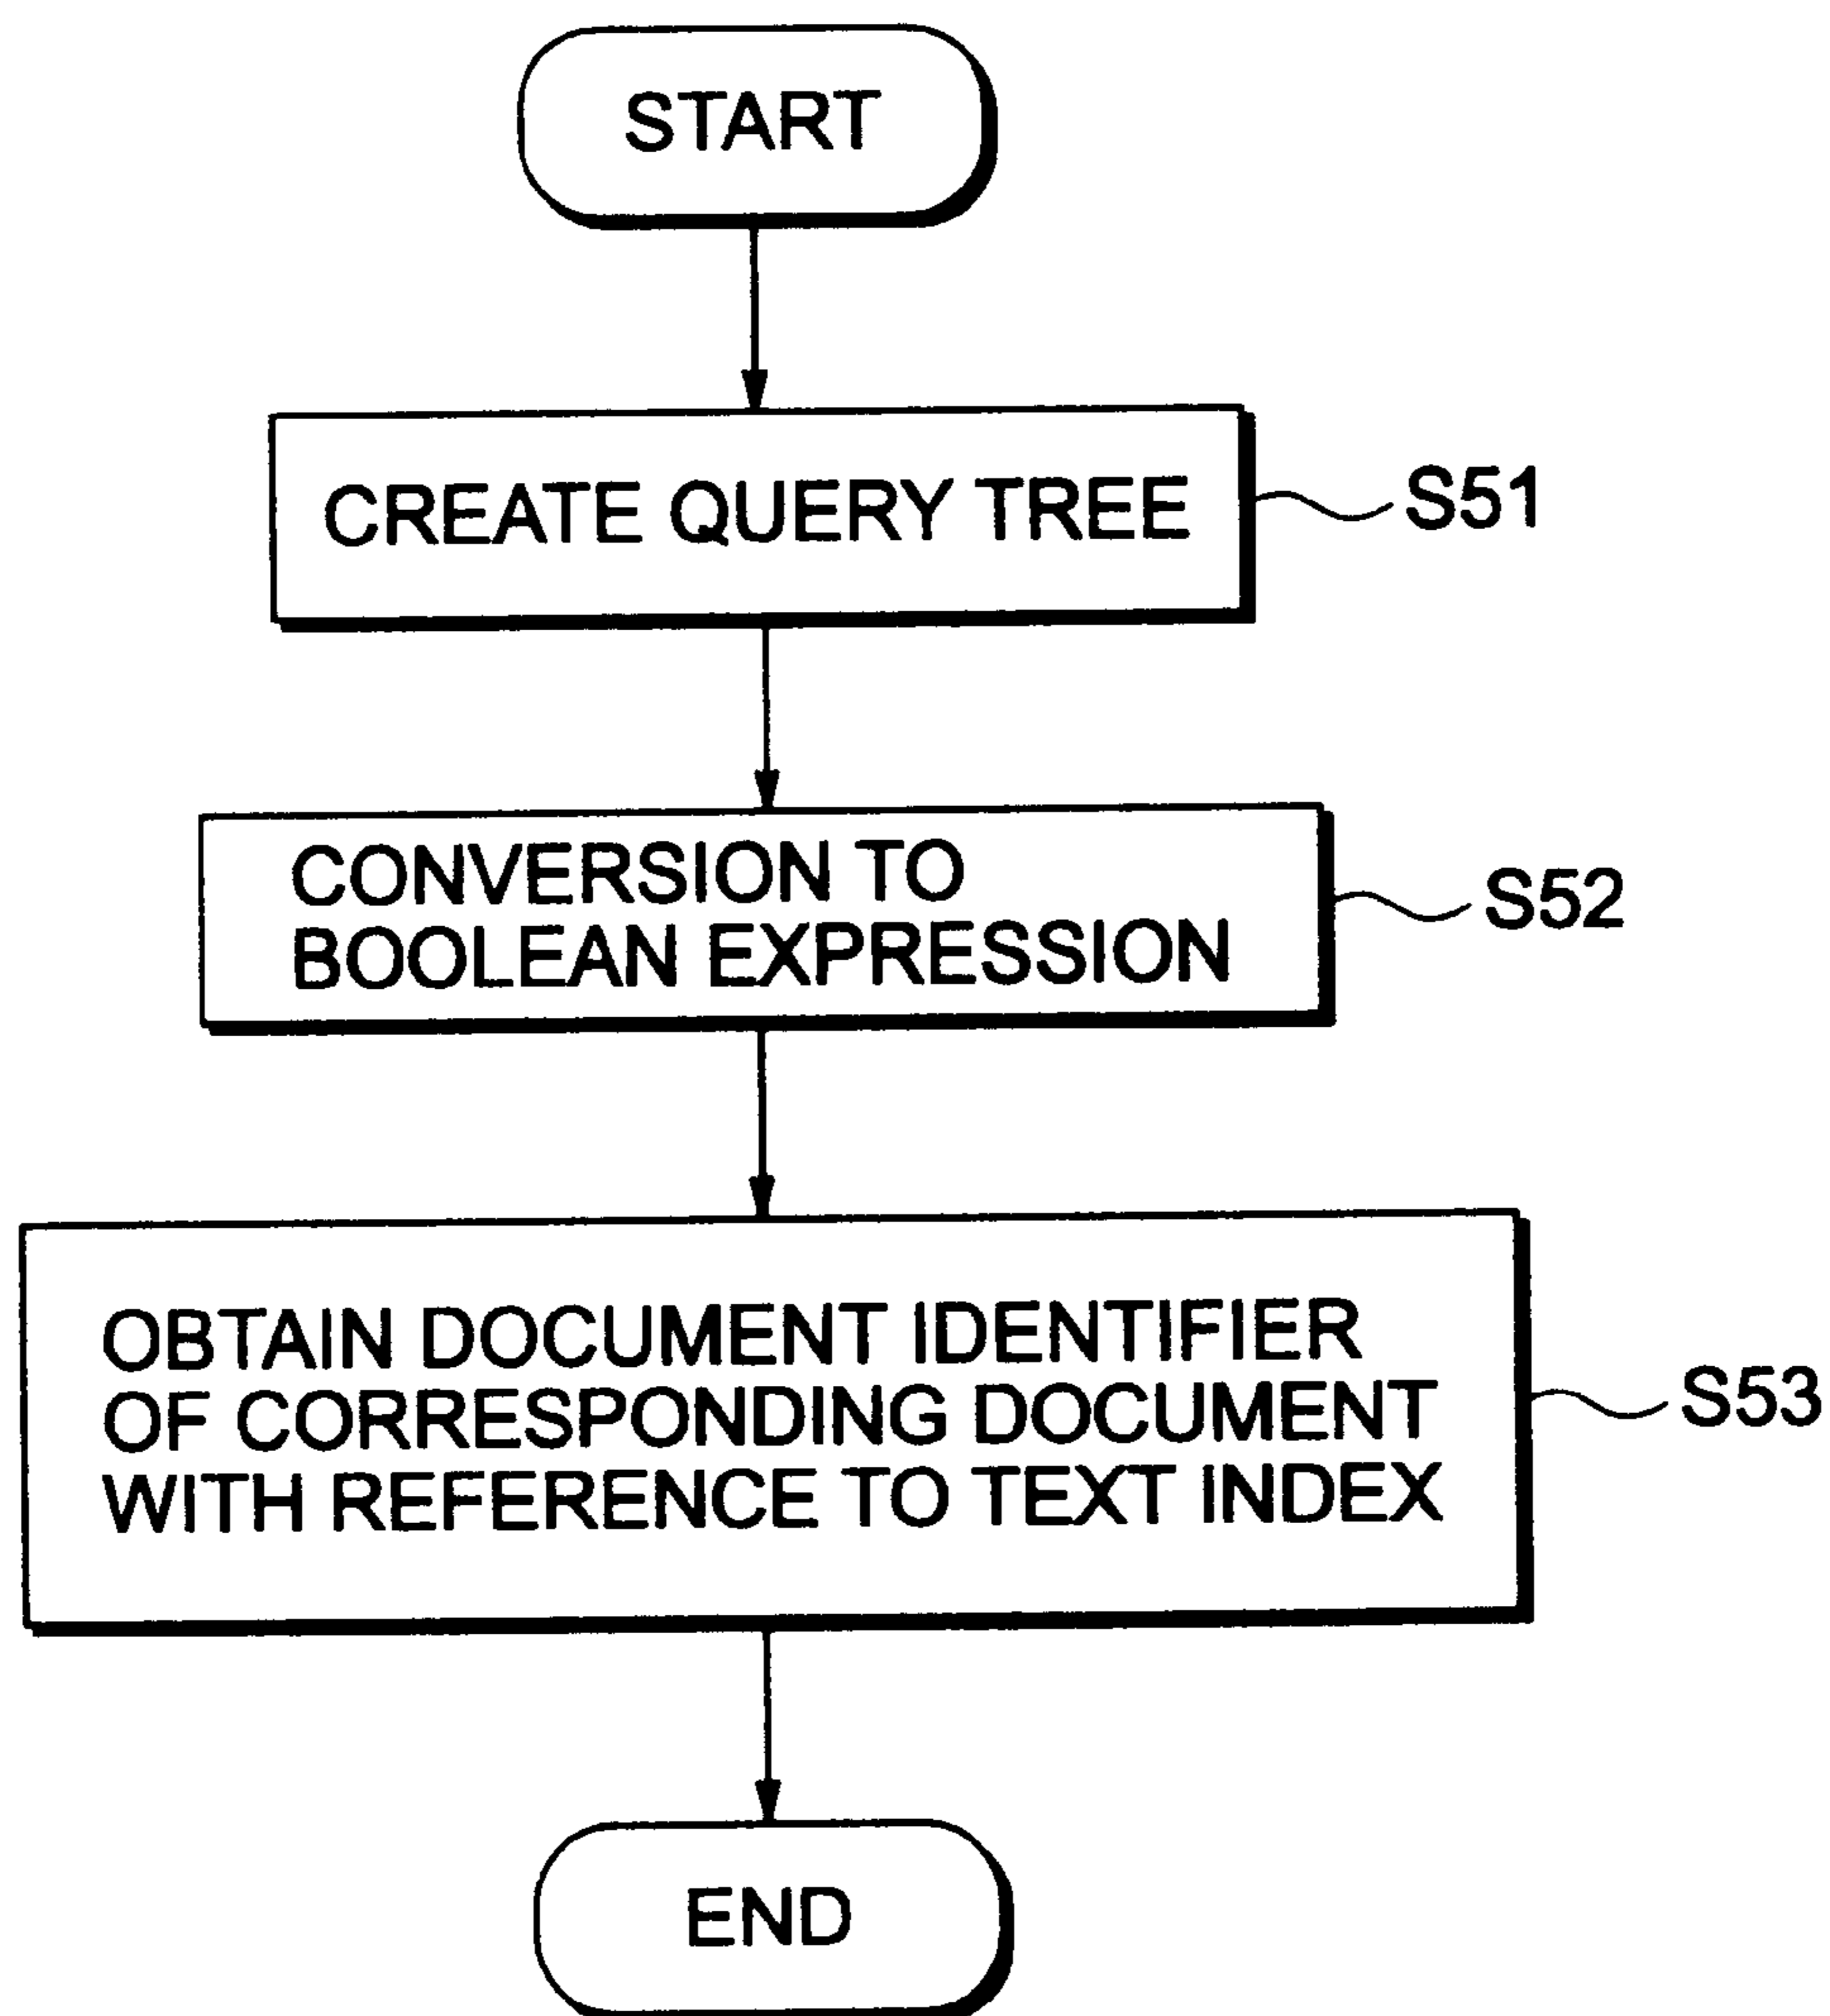 START
CREATE QUERY TREE
S51
CONVERSION TO
BOOLEAN EXPRESSION
S52
OBTAIN DOCUMENT IDENTIFIER
OF CORRESPONDING DOCUMENT
WITH REFERENCE TO TEXT INDEX
S53
END